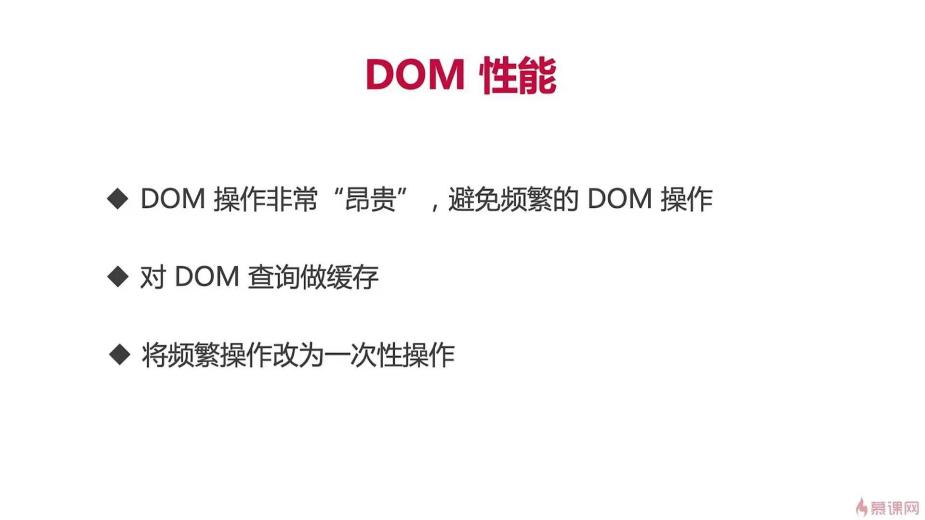 DOM 性能
◆ DOM 操作非常“昂贵”，避免频繁的 DOM 操作
◆ 对 DOM 查询做缓存
◆ 将频繁操作改为一次性操作
慕课网